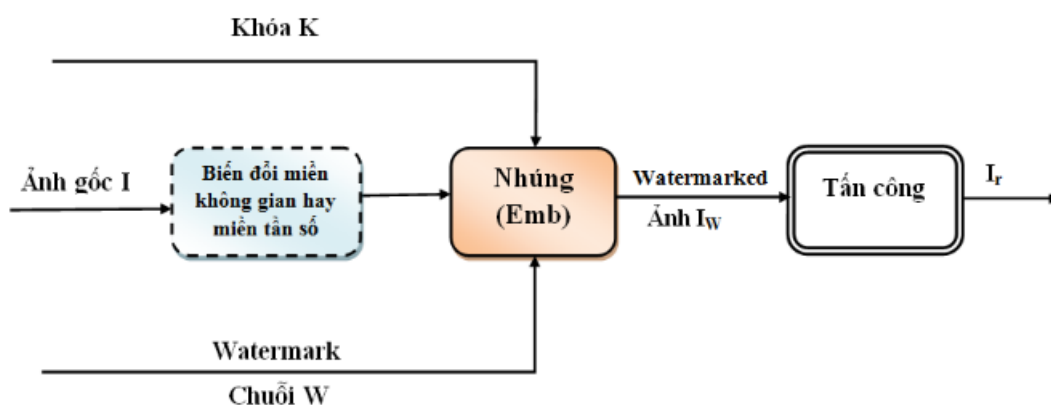 Khóa K
Ảnh gốc I
Biến đổi miền
không gian hay
miền tần số
Nhúng
(Emb)
Watermarked
Ảnh I_W
Tấn công
I_r
Watermark
Chuỗi W